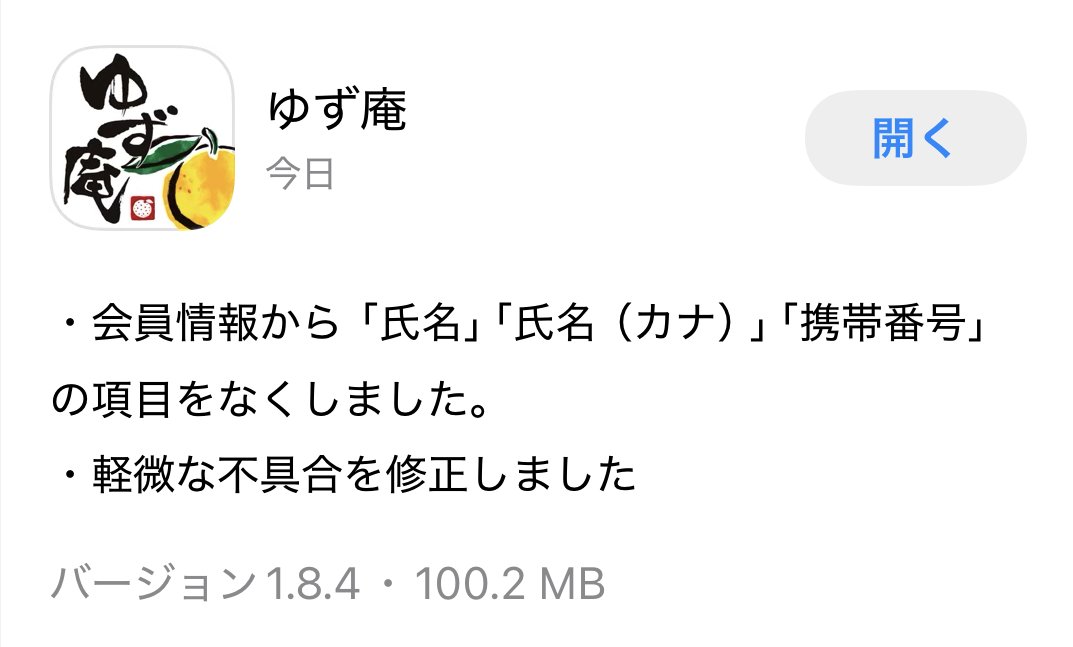 ゆず庵
ゆず庵
今日
開く
・会員情報から「氏名」「氏名（カナ）」「携帯番号」
の項目をなくしました。
・軽微な不具合を修正しました
バージョン 1.8.4・100.2 MB